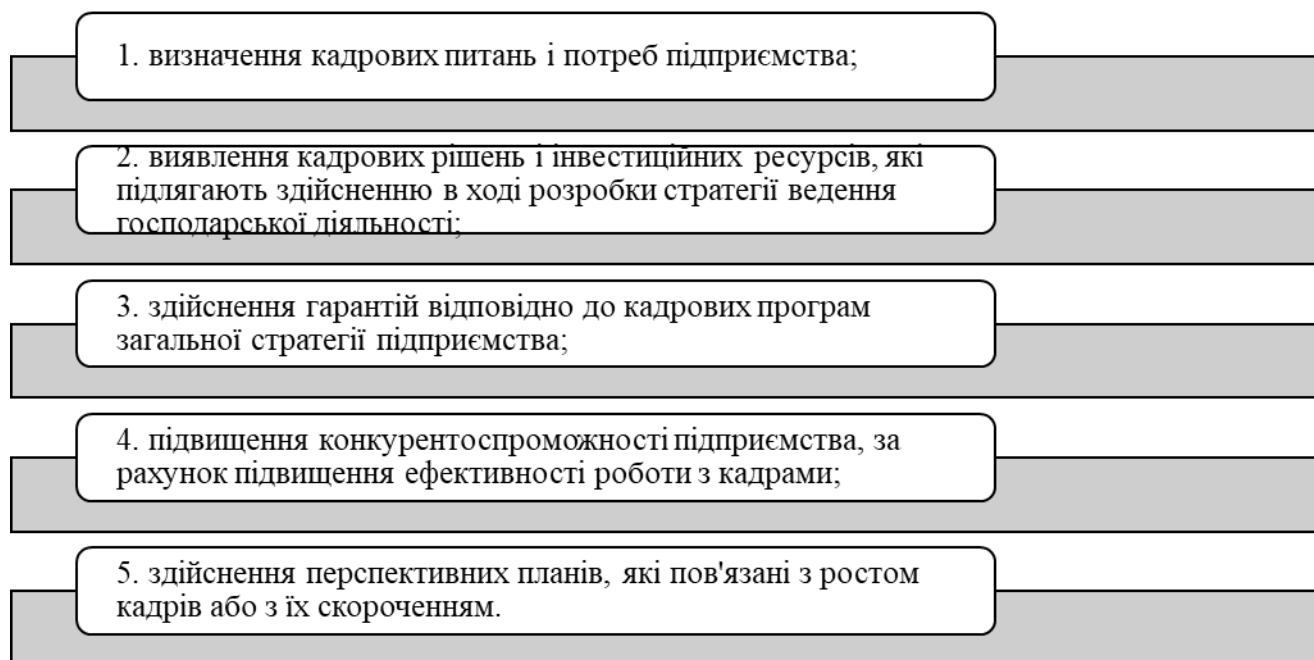 1. визначення кадрових питань і потреб підприємства;
2. виявлення кадрових рішень і інвестиційних ресурсів, які
підлягають здійсненню в ході розробки стратегії ведення
господарської діяльності;
3. здійснення гарантій відповідно до кадрових програм
загальної стратегії підприємства;
4. підвищення конкурентоспроможності підприємства, за
рахунок підвищення ефективності роботи з кадрами;
5. здійснення перспективних планів, які пов'язані з ростом
кадрів або з їх скороченням.